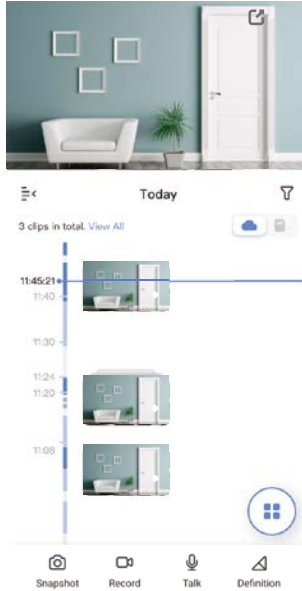 Today
3 clips in total. View All
11:45:21
11:40
11:30
11:24
11:20
11:08
Snapshot Record Talk Definition